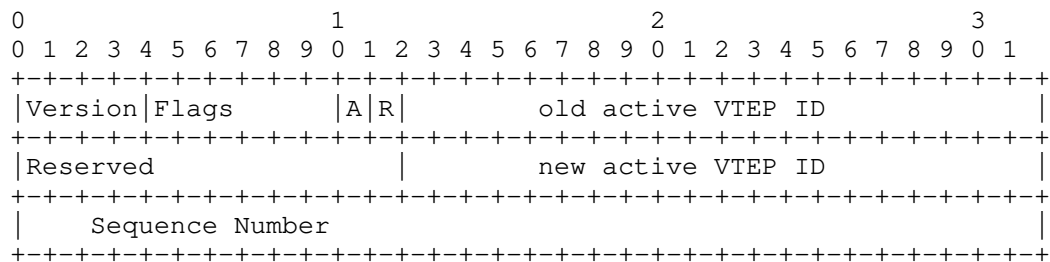 0                   1                   2                   3
0 1 2 3 4 5 6 7 8 9 0 1 2 3 4 5 6 7 8 9 0 1 2 3 4 5 6 7 8 9 0 1
+-+-+-+-+-+-+-+-+-+-+-+-+-+-+-+-+-+-+-+-+-+-+-+-+-+-+-+-+-+-+-+-+
|Version|Flags      |A|R|        old active VTEP ID             |
+-+-+-+-+-+-+-+-+-+-+-+-+-+-+-+-+-+-+-+-+-+-+-+-+-+-+-+-+-+-+-+-+
|Reserved               |        new active VTEP ID             |
+-+-+-+-+-+-+-+-+-+-+-+-+-+-+-+-+-+-+-+-+-+-+-+-+-+-+-+-+-+-+-+-+
|    Sequence Number                                            |
+-+-+-+-+-+-+-+-+-+-+-+-+-+-+-+-+-+-+-+-+-+-+-+-+-+-+-+-+-+-+-+-+